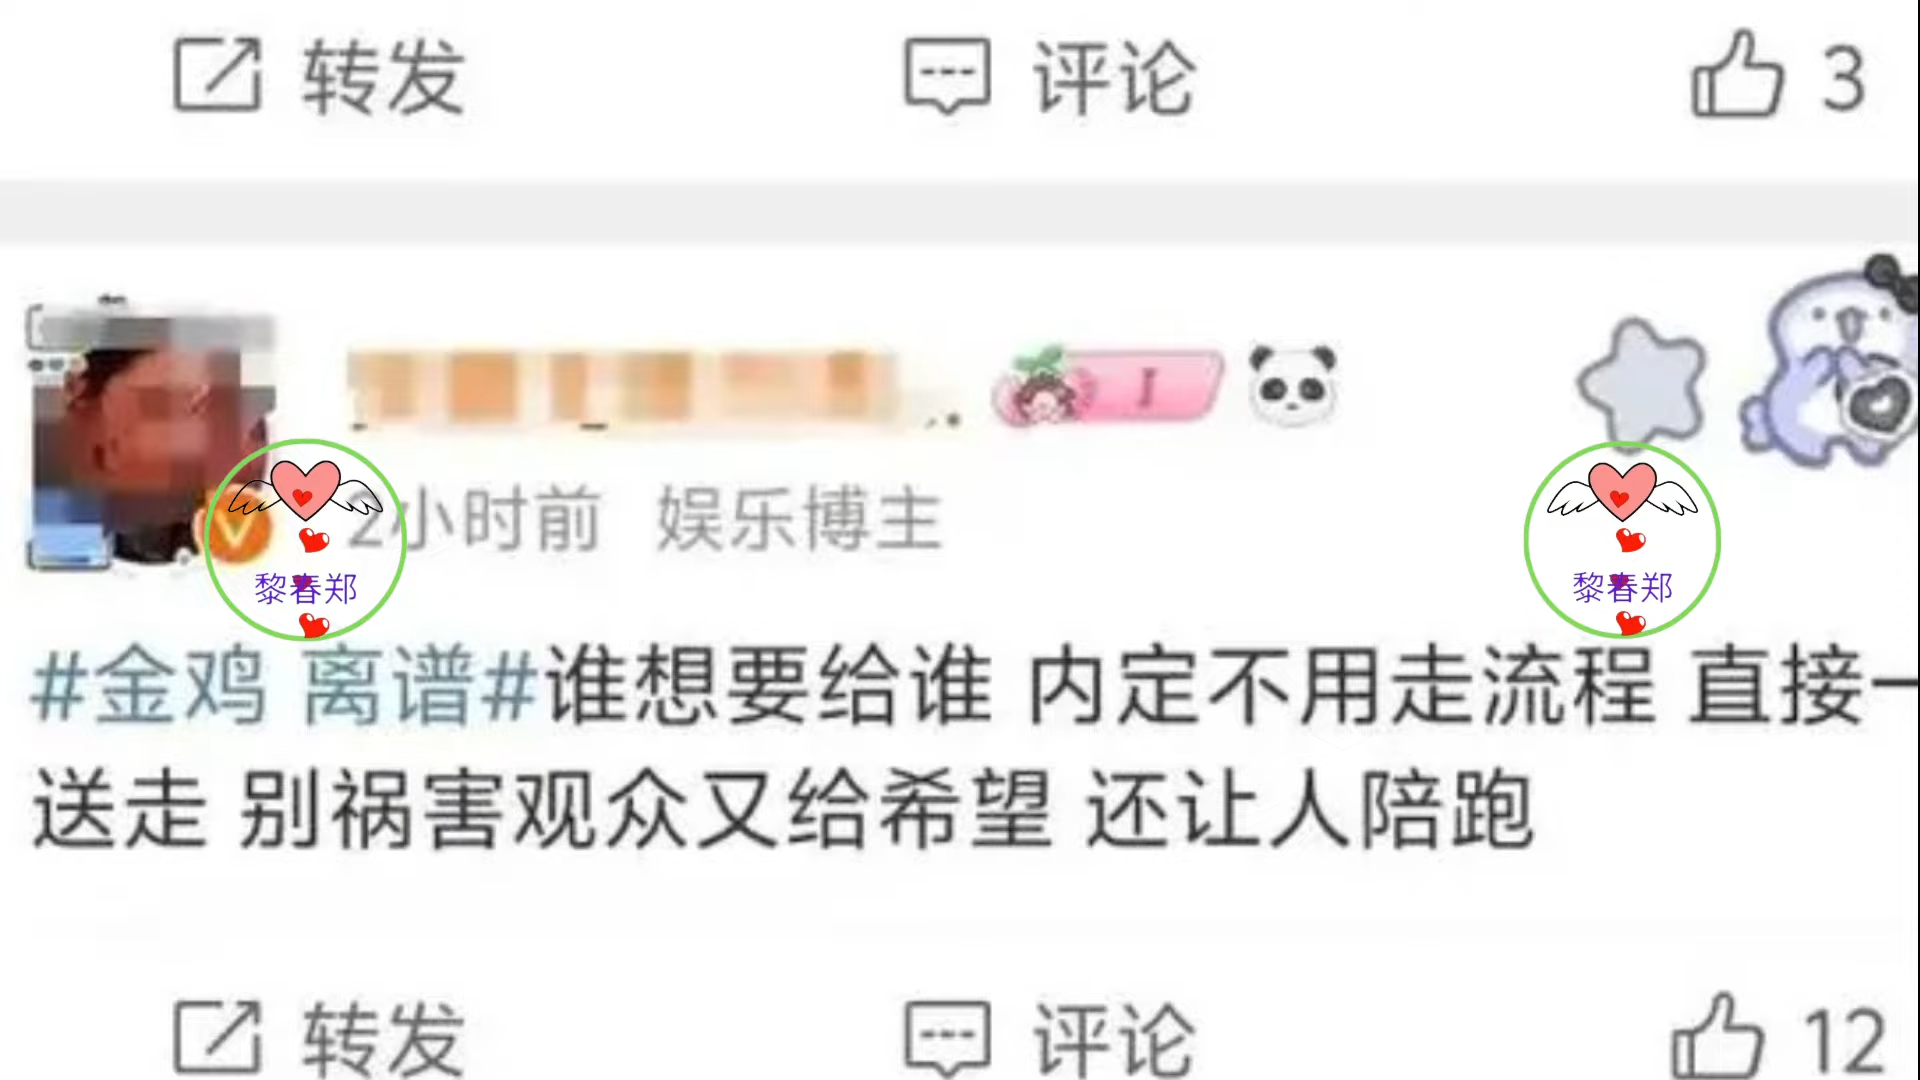 转发 评论 3
I
2小时前 娱乐博主
黎春郑 黎春郑
#金鸡 离谱#谁想要给谁 内定不用走流程 直接一
送走 别祸害观众又给希望 还让人陪跑
转发 评论 12